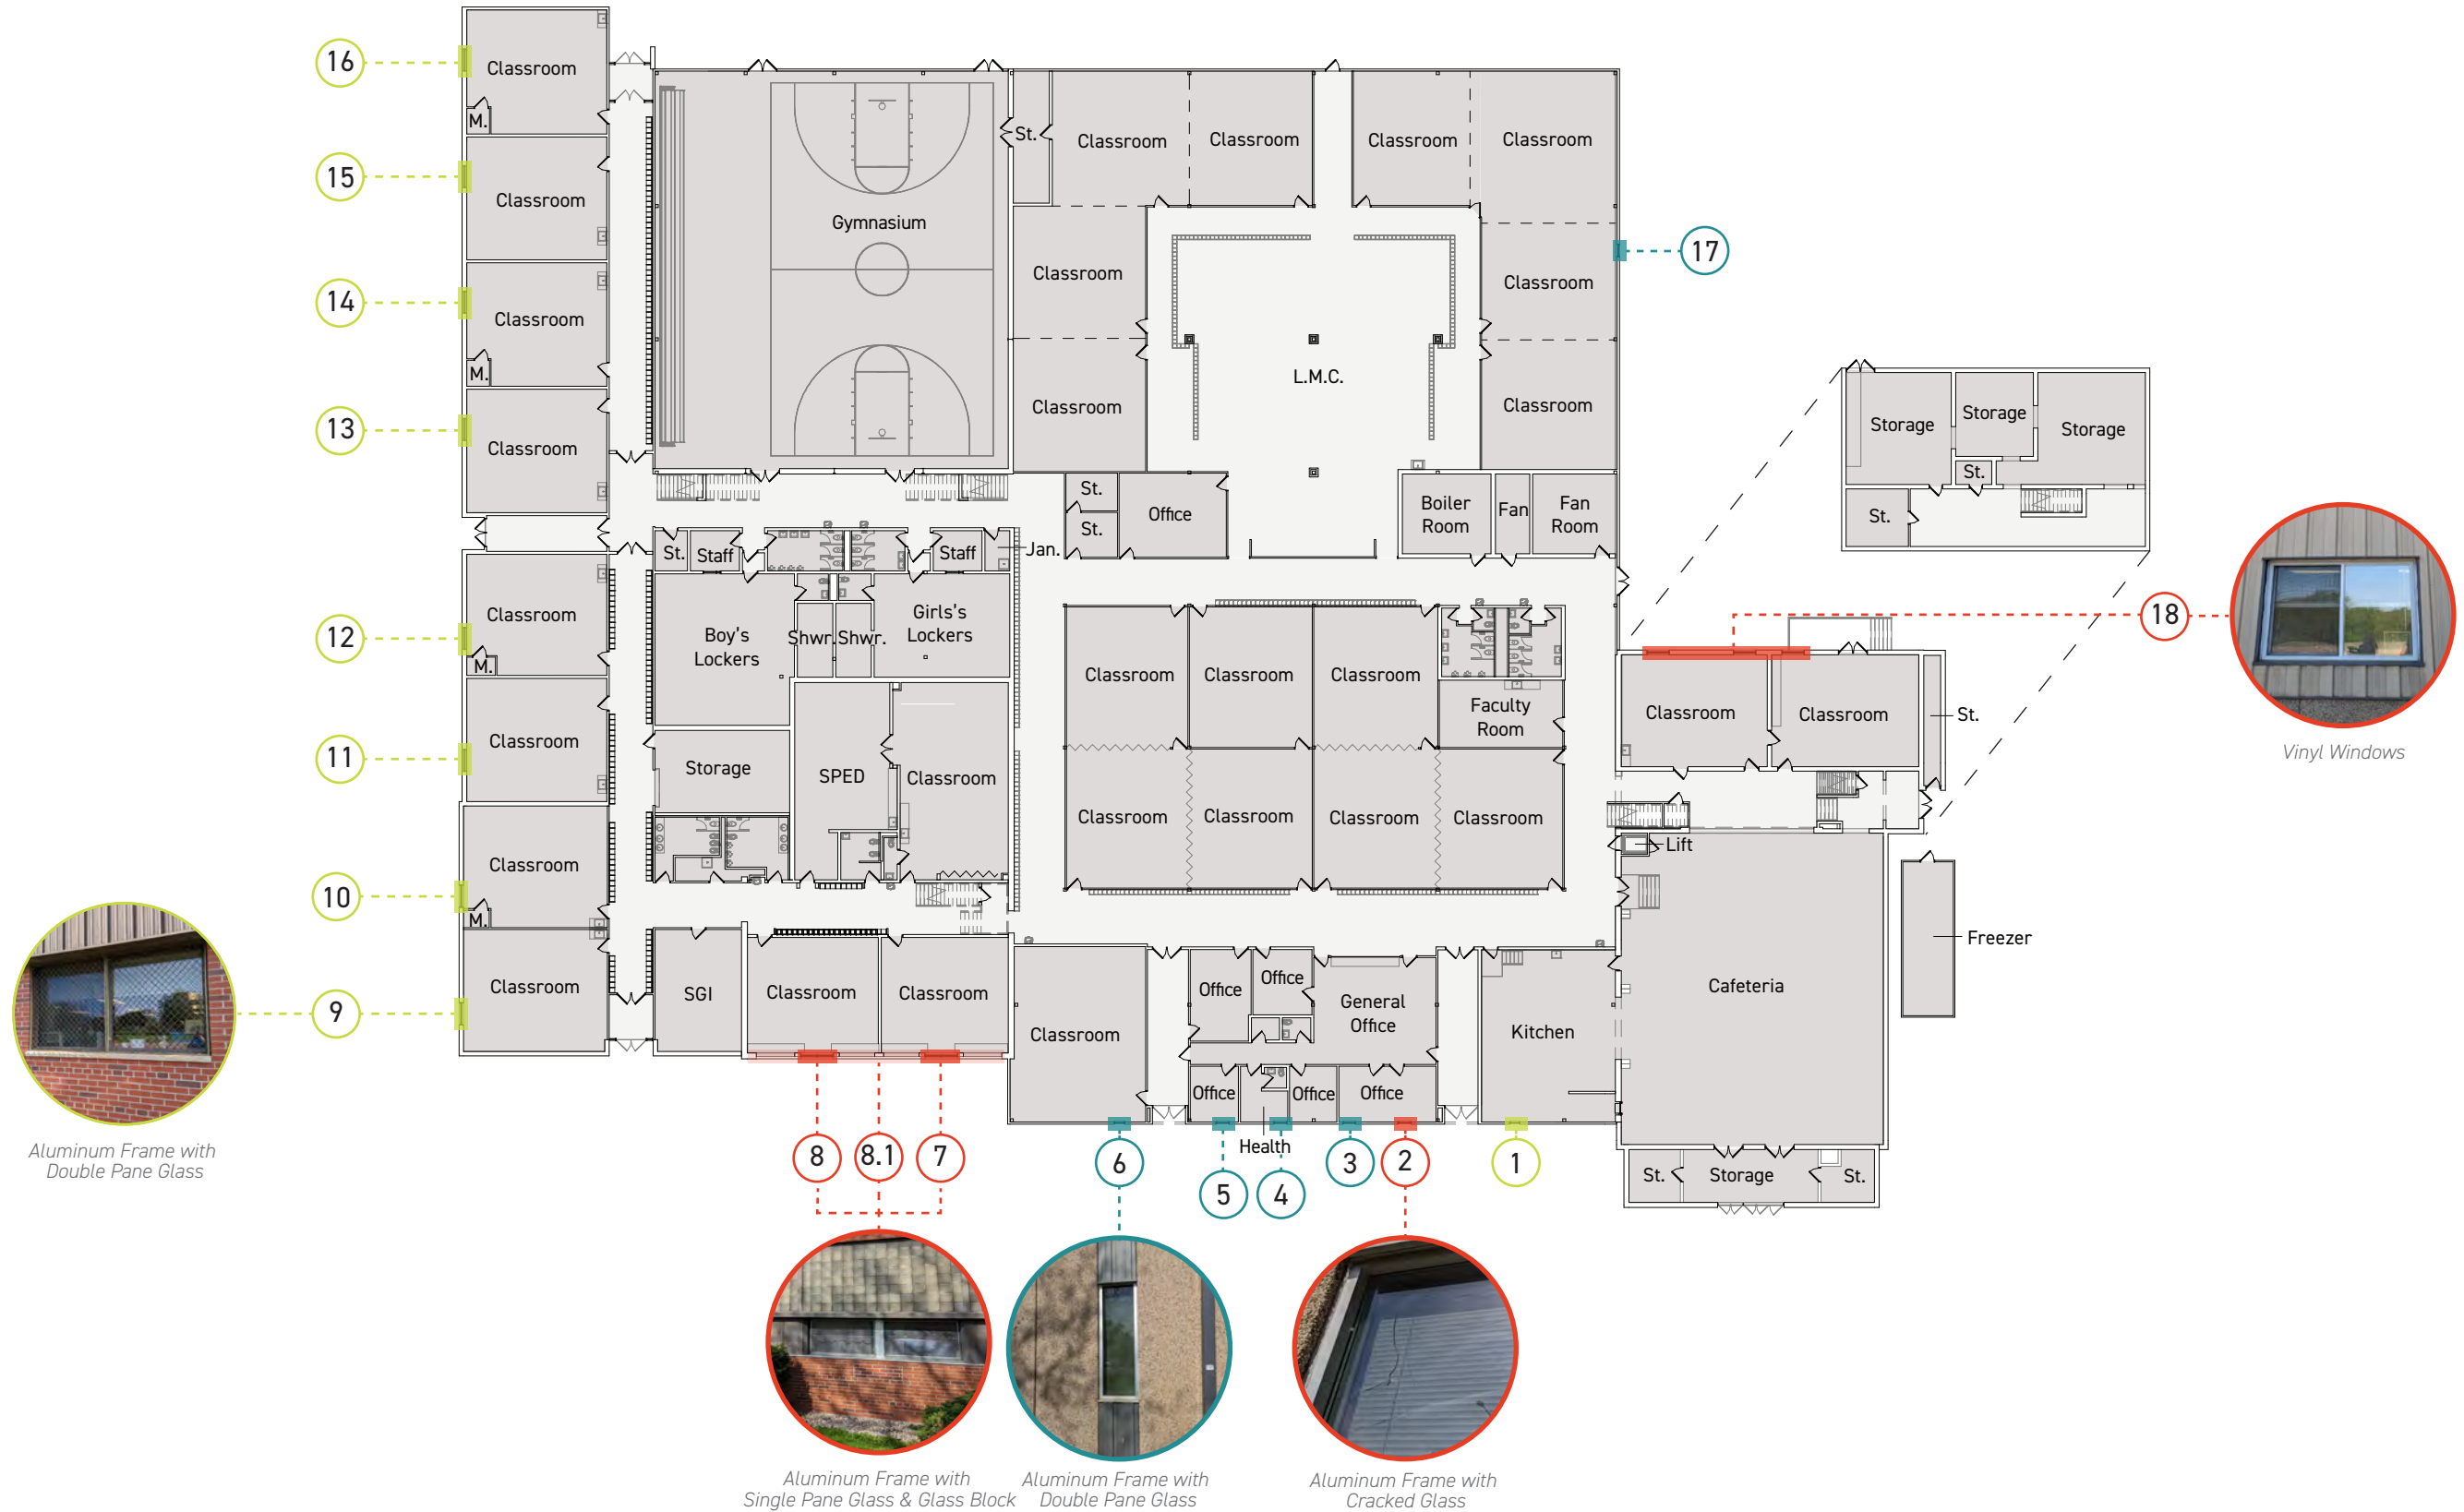 16
Classroom
M.
15
Classroom
14
Classroom
M.
13
Classroom
Gymnasium
St.
Classroom
Classroom
Classroom
Classroom
Classroom
Classroom
L.M.C.
Classroom
Classroom
17
St.
St.
Office
Boiler
Room
Fan
Fan
Room
Storage
Storage
Storage
St.
St.
18
Vinyl Windows
12
Classroom
M.
11
Classroom
10
Classroom
M.
9
Classroom
Aluminum Frame with
Double Pane Glass
St.
Staff
Staff
Jan.
Boy's
Lockers
Shwr.
Shwr.
Girls's
Lockers
Storage
SPED
Classroom
Classroom
Classroom
Classroom
Faculty
Room
Classroom
Classroom
Classroom
Classroom
Classroom
Classroom
St.
Lift
Freezer
Cafeteria
SGI
Classroom
Classroom
Classroom
Office
Office
General
Office
Kitchen
Office
Health
Office
Office
St.
Storage
St.
8
8.1
7
6
5
4
3
2
1
Aluminum Frame with
Single Pane Glass & Glass Block
Aluminum Frame with
Double Pane Glass
Aluminum Frame with
Cracked Glass